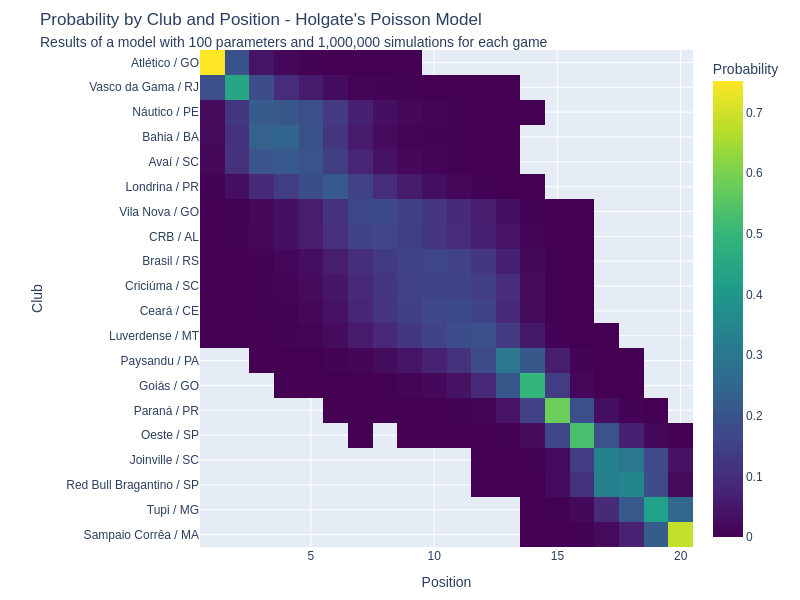 Probability by Club and Position - Holgate's Poisson Model
Results of a model with 100 parameters and 1,000,000 simulations for each game
Probability
Atlético / GO
Vasco da Gama / RJ
Náutico / PE
Bahia / BA
Avaí / SC
Londrina / PR
Vila Nova / GO
CRB / AL
Brasil / RS
Criciúma / SC
Ceará / CE
Luverdense / MT
Paysandu / PA
Goiás / GO
Paraná / PR
Oeste / SP
Joinville / SC
Red Bull Bragantino / SP
Tupi / MG
Sampaio Corrêa / MA
Club
5
10
15
20
Position
0.7
0.6
0.5
0.4
0.3
0.2
0.1
0